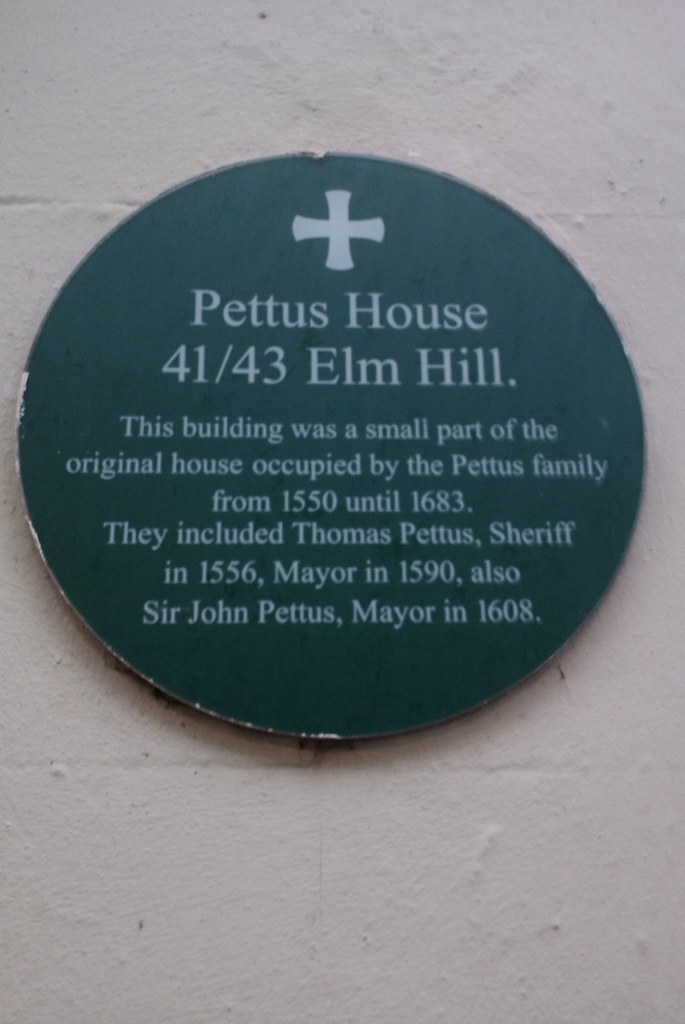 Pettus House
41/43 Elm Hill.
This building was a small part of the
original house occupied by the Pettus family
from 1550 until 1683.
They included Thomas Pettus, Sheriff
in 1556, Mayor in 1590, also
Sir John Pettus, Mayor in 1608.